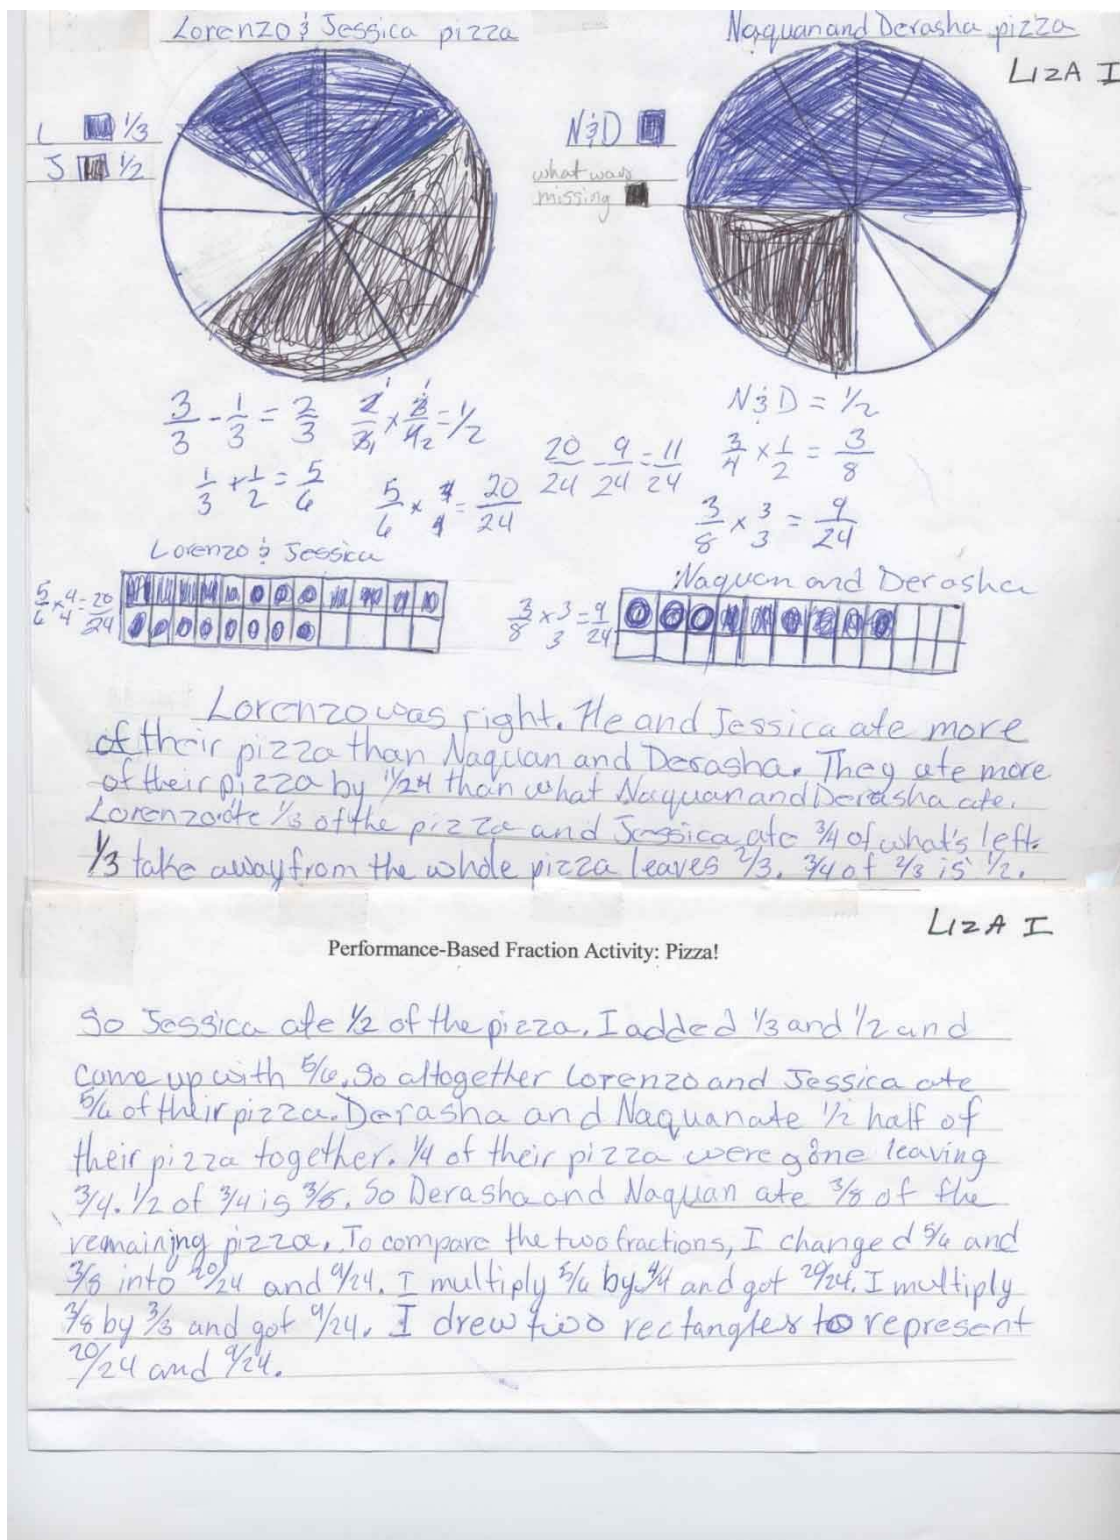 Lorenzo & Jessica pizza
Naquan and Derasha pizza
LIZA I
L 1/3
J 1/2
N & D
what was
missing
3/3 - 1/3 = 2/3
2/3 x 3/4 = 1/2
1/3 + 1/2 = 5/6
5/6 x 4/4 = 20/24
20/24 - 9/24 = 11/24
N & D = 1/2
3/4 x 1/2 = 3/8
3/8 x 3/3 = 9/24
Lorenzo & Jessica
5/6 x 4/4 = 20/24
Naquan and Derasha
3/8 x 3/3 = 9/24
Lorenzo was right. He and Jessica ate more
of their pizza than Naquan and Derasha. They ate more
of their pizza by 11/24 than what Naquan and Derasha ate.
Lorenzo ate 1/3 of the pizza and Jessica ate 3/4 of what's left.
1/3 take away from the whole pizza leaves 2/3. 3/4 of 2/3 is 1/2.
LIZA I
Performance-Based Fraction Activity: Pizza!
So Jessica ate 1/2 of the pizza. I added 1/3 and 1/2 and
came up with 5/6. So altogether Lorenzo and Jessica ate
5/6 of their pizza. Derasha and Naquan ate 1/2 half of
their pizza together. 1/4 of their pizza were gone leaving
3/4. 1/2 of 3/4 is 3/8. So Derasha and Naquan ate 3/8 of the
remaining pizza. To compare the two fractions, I changed 5/6 and
3/8 into 20/24 and 9/24. I multiply 5/6 by 4/4 and got 20/24. I multiply
3/8 by 3/3 and got 9/24. I drew two rectangles to represent
20/24 and 9/24.